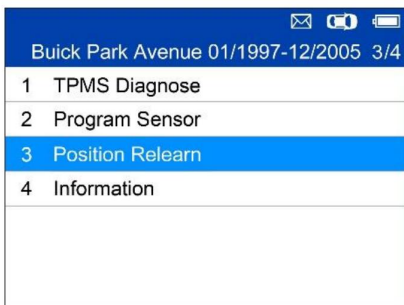 Buick Park Avenue 01/1997-12/2005 3/4
1 TPMS Diagnose
2 Program Sensor
3 Position Relearn
4 Information